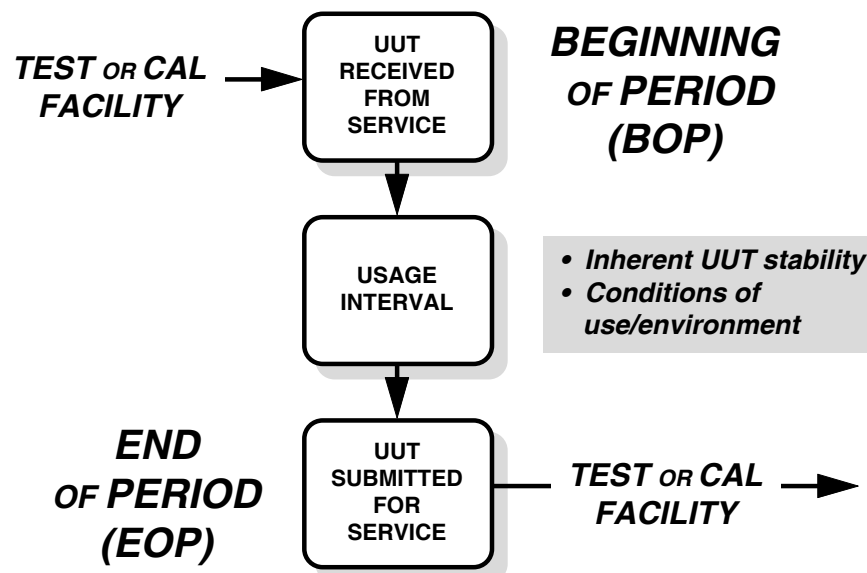 TEST OR CAL
FACILITY
UUT
RECEIVED
FROM
SERVICE
BEGINNING
OF PERIOD
(BOP)
USAGE
INTERVAL
• Inherent UUT stability
• Conditions of
use/environment
END
OF PERIOD
(EOP)
UUT
SUBMITTED
FOR
SERVICE
TEST OR CAL
FACILITY